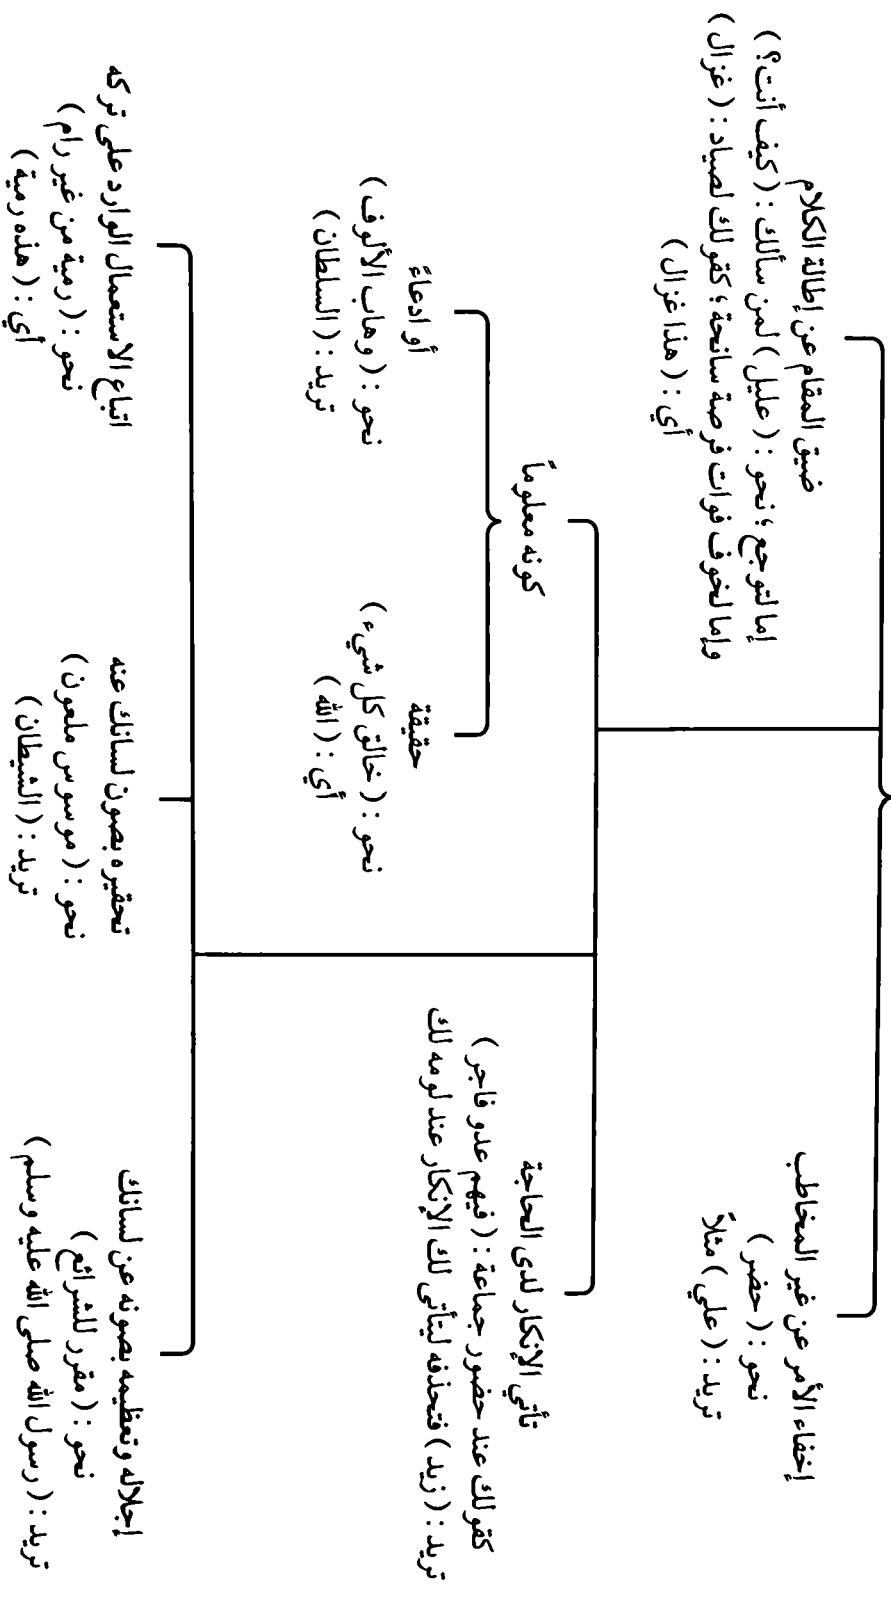 إخفاء الأمر عن غير المخاطب
نحو : ( حضر )
تريد : ( علي ) مثلاً
ضيق المقام عن إطالة الكلام
إما لتوجع ؛ نحو : ( عليل ) لمن سألك : ( كيف أنت ؟ )
وإما لخوف فوات فرصة سانحة ؛ كقولك لصياد : ( غزال )
أي : ( هذا غزال )
تأتي الإنكار لدى الحاجة
كقولك عند حضور جماعة : ( فيهم عدو فاجر )
تريد : ( زيد ) فتحذفه ليتأتى لك الإنكار عند لومه لك
كونه معلوماً
حقيقة
نحو : ( خالق كل شيء )
أي : ( الله )
أو ادعاءً
نحو : ( وهاب الألوف )
تريد : ( السلطان )
إجلاله وتعظيمه بصونه عن لسانك
نحو : ( مقرر للشرائع )
تريد : ( رسول الله صلى الله عليه وسلم )
تحقيره بصون لسانك عنه
نحو : ( موسوس ملعون )
تريد : ( الشيطان )
اتباع الاستعمال الوارد على تركه
نحو : ( رمية من غير رام )
أي : ( هذه رمية )